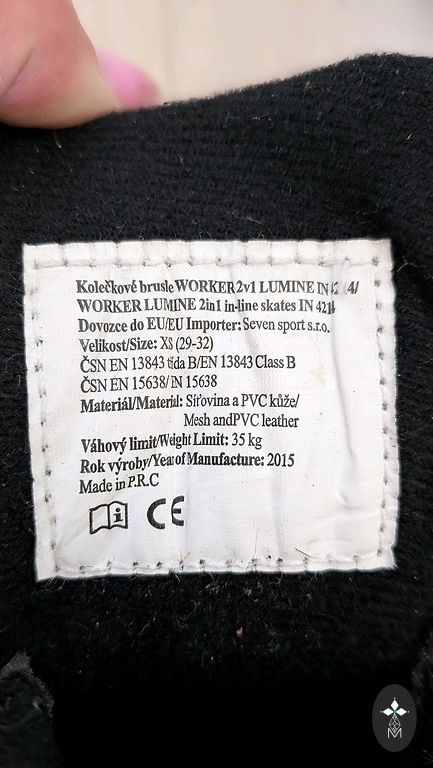 Kolečkové brusle WORKER 2v1 LUMINE IN 4214/
WORKER LUMINE 2in1 in-line skates IN 4214
Dovozce do EU/EU Importer: Seven sport s.r.o.
Velikost/Size: XS (29-32)
ČSN EN 13843 třída B/EN 13843 Class B
ČSN EN 15638/IN 15638
Materiál/Material: Síťovina a PVC kůže/
Mesh andPVC leather
Váhový limit/Weight Limit: 35 kg
Rok výroby/Year of Manufacture: 2015
Made in P.R.C
i CE
M